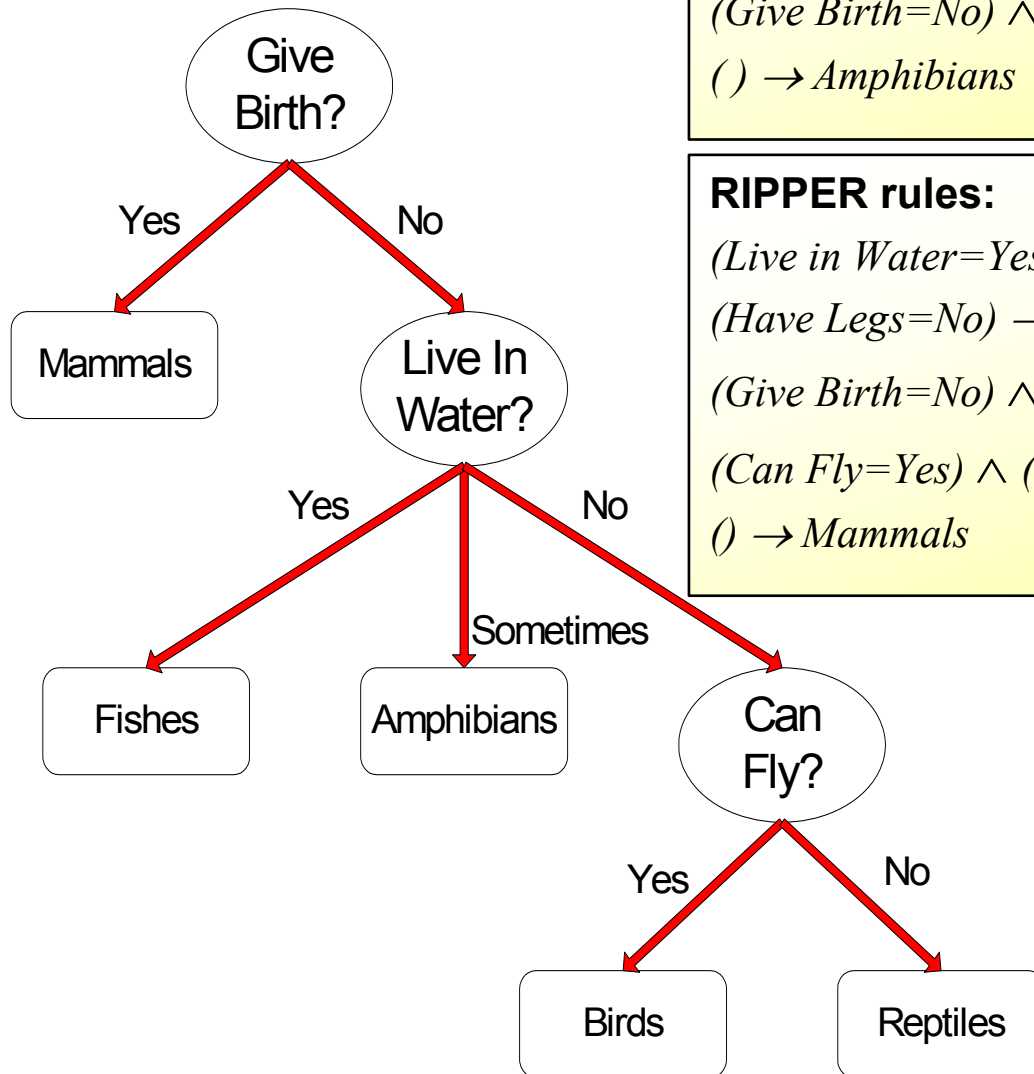 Give
Birth?
Yes
No
Mammals
Live In
Water?
Yes
Sometimes
No
Fishes
Amphibians
Can
Fly?
Yes
No
Birds
Reptiles
(Give Birth=No) ∧
( ) → Amphibians
RIPPER rules:
(Live in Water=Yes
(Have Legs=No) –
(Give Birth=No) ∧
(Can Fly=Yes) ∧ (
() → Mammals